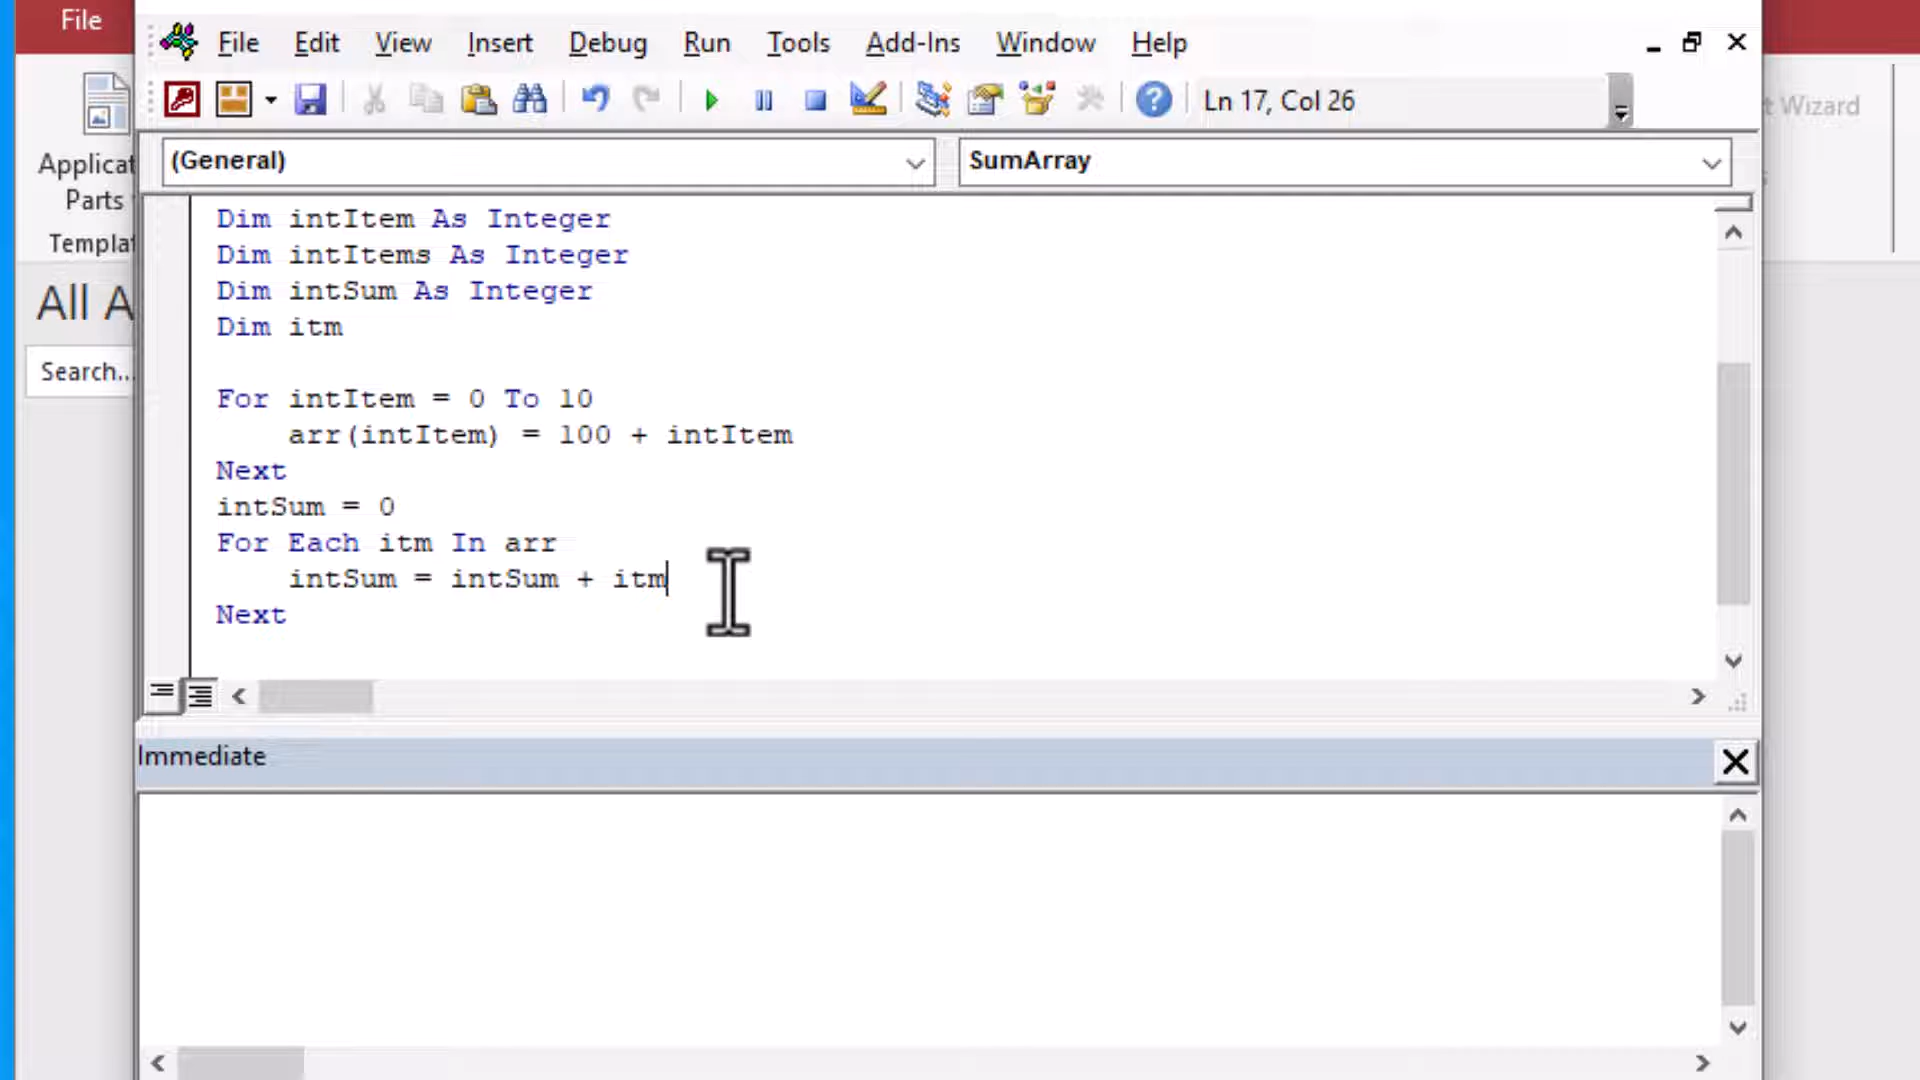 File
File Edit View Insert Debug Run Tools Add-Ins Window Help
Ln 17, Col 26
t Wizard
Applicat
Parts
Templat
(General)
SumArray
All A
Search...
Dim intItem As Integer
Dim intItems As Integer
Dim intSum As Integer
Dim itm
For intItem = 0 To 10
arr(intItem) = 100 + intItem
Next
intSum = 0
For Each itm In arr
intSum = intSum + itm
Next
Immediate